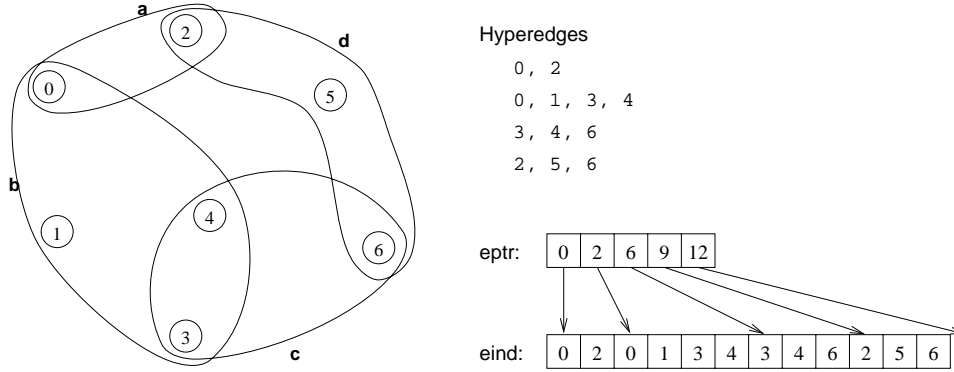 a
2
d
0
5
b
4
1
6
3
c
Hyperedges
0, 2
0, 1, 3, 4
3, 4, 6
2, 5, 6
eptr: 0 2 6 9 12
eind: 0 2 0 1 3 4 3 4 6 2 5 6